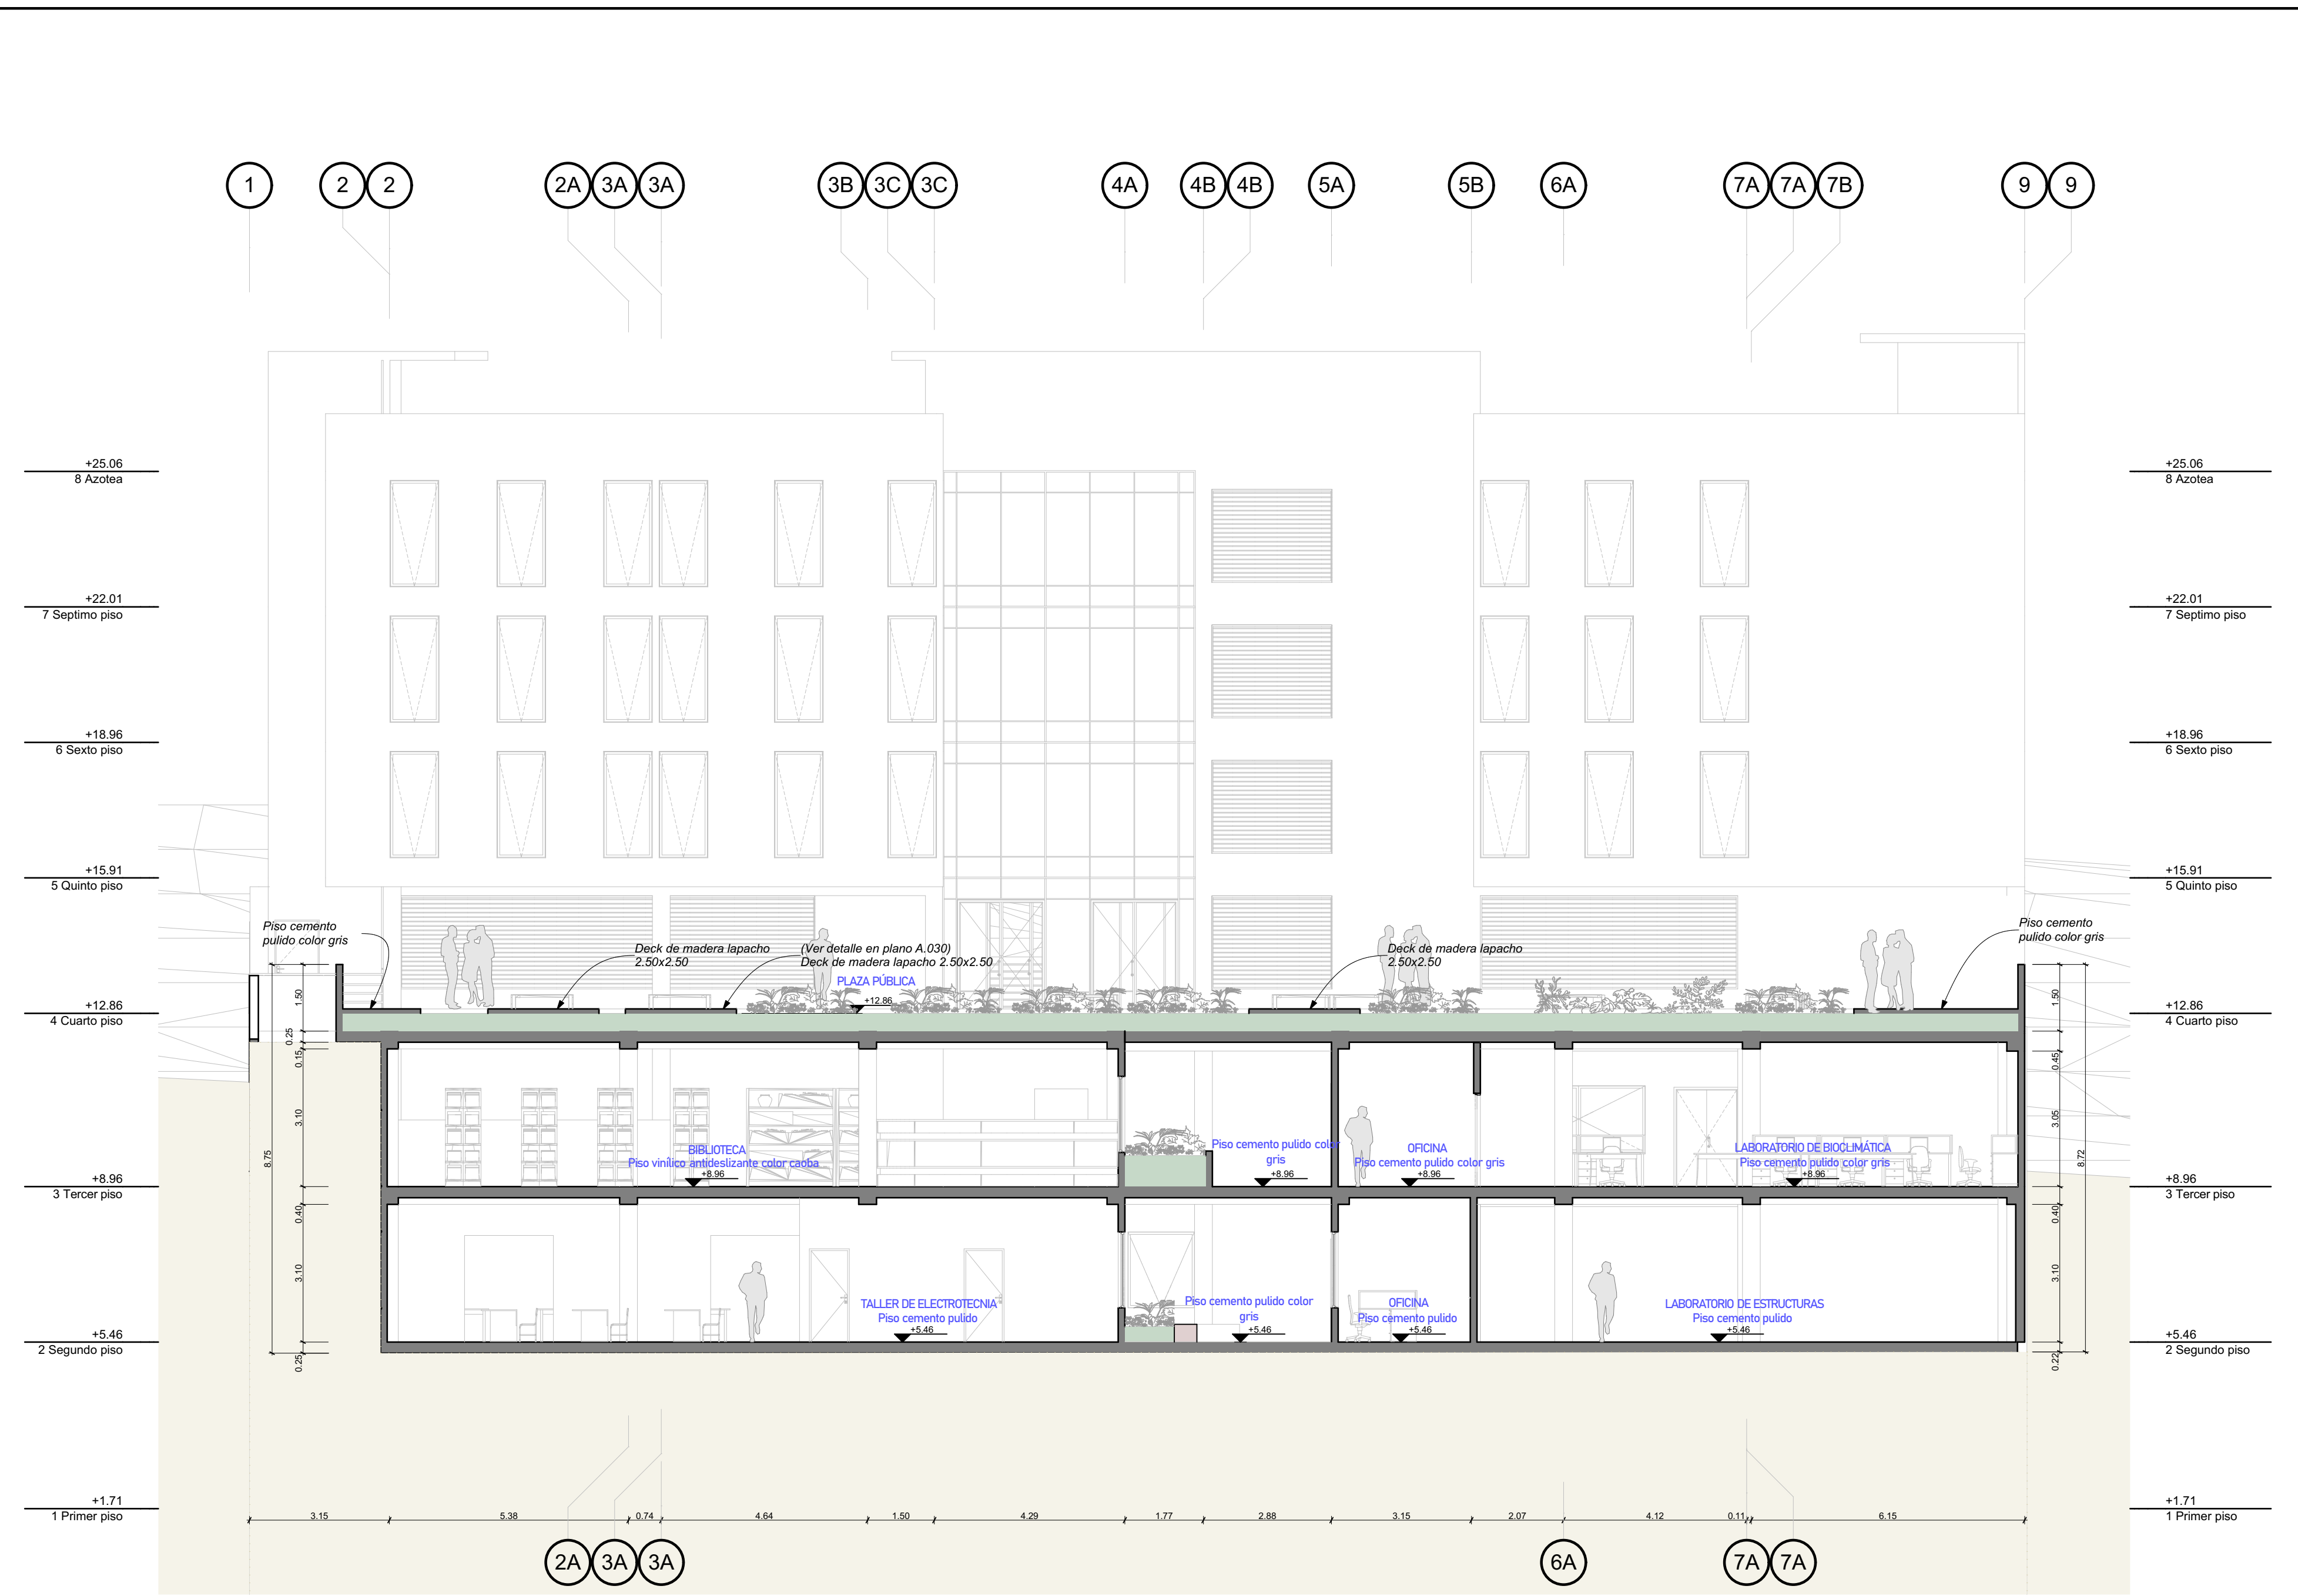 1 2 2 2A 3A 3A 3B 3C 3C 4A 4B 4B 5A 5B 6A 7A 7A 7B 9 9
+25.06
8 Azotea
+25.06
8 Azotea
+22.01
7 Septimo piso
+22.01
7 Septimo piso
+18.96
6 Sexto piso
+18.96
6 Sexto piso
+15.91
5 Quinto piso
+15.91
5 Quinto piso
Piso cemento
pulido color gris
Deck de madera lapacho
2.50x2.50
(Ver detalle en plano A.030)
Deck de madera lapacho 2.50x2.50
PLAZA PÚBLICA
+12.86
Deck de madera lapacho
2.50x2.50
Piso cemento
pulido color gris
+12.86
4 Cuarto piso
+12.86
4 Cuarto piso
1.50
0.25
0.15
3.10
8.75
0.40
3.10
0.25
1.50
0.45
3.05
8.72
0.40
3.10
0.22
BIBLIOTECA
Piso vinílico antideslizante color caoba
+8.96
Piso cemento pulido color
gris
+8.96
OFICINA
Piso cemento pulido color gris
+8.96
LABORATORIO DE BIOCLIMÁTICA
Piso cemento pulido color gris
+8.96
+8.96
3 Tercer piso
+8.96
3 Tercer piso
TALLER DE ELECTROTECNIA
Piso cemento pulido
+5.46
Piso cemento pulido color
gris
+5.46
OFICINA
Piso cemento pulido
+5.46
LABORATORIO DE ESTRUCTURAS
Piso cemento pulido
+5.46
+5.46
2 Segundo piso
+5.46
2 Segundo piso
+1.71
1 Primer piso
+1.71
1 Primer piso
3.15 5.38 0.74 4.64 1.50 4.29 1.77 2.88 3.15 2.07 4.12 0.11 6.15
2A 3A 3A 6A 7A 7A